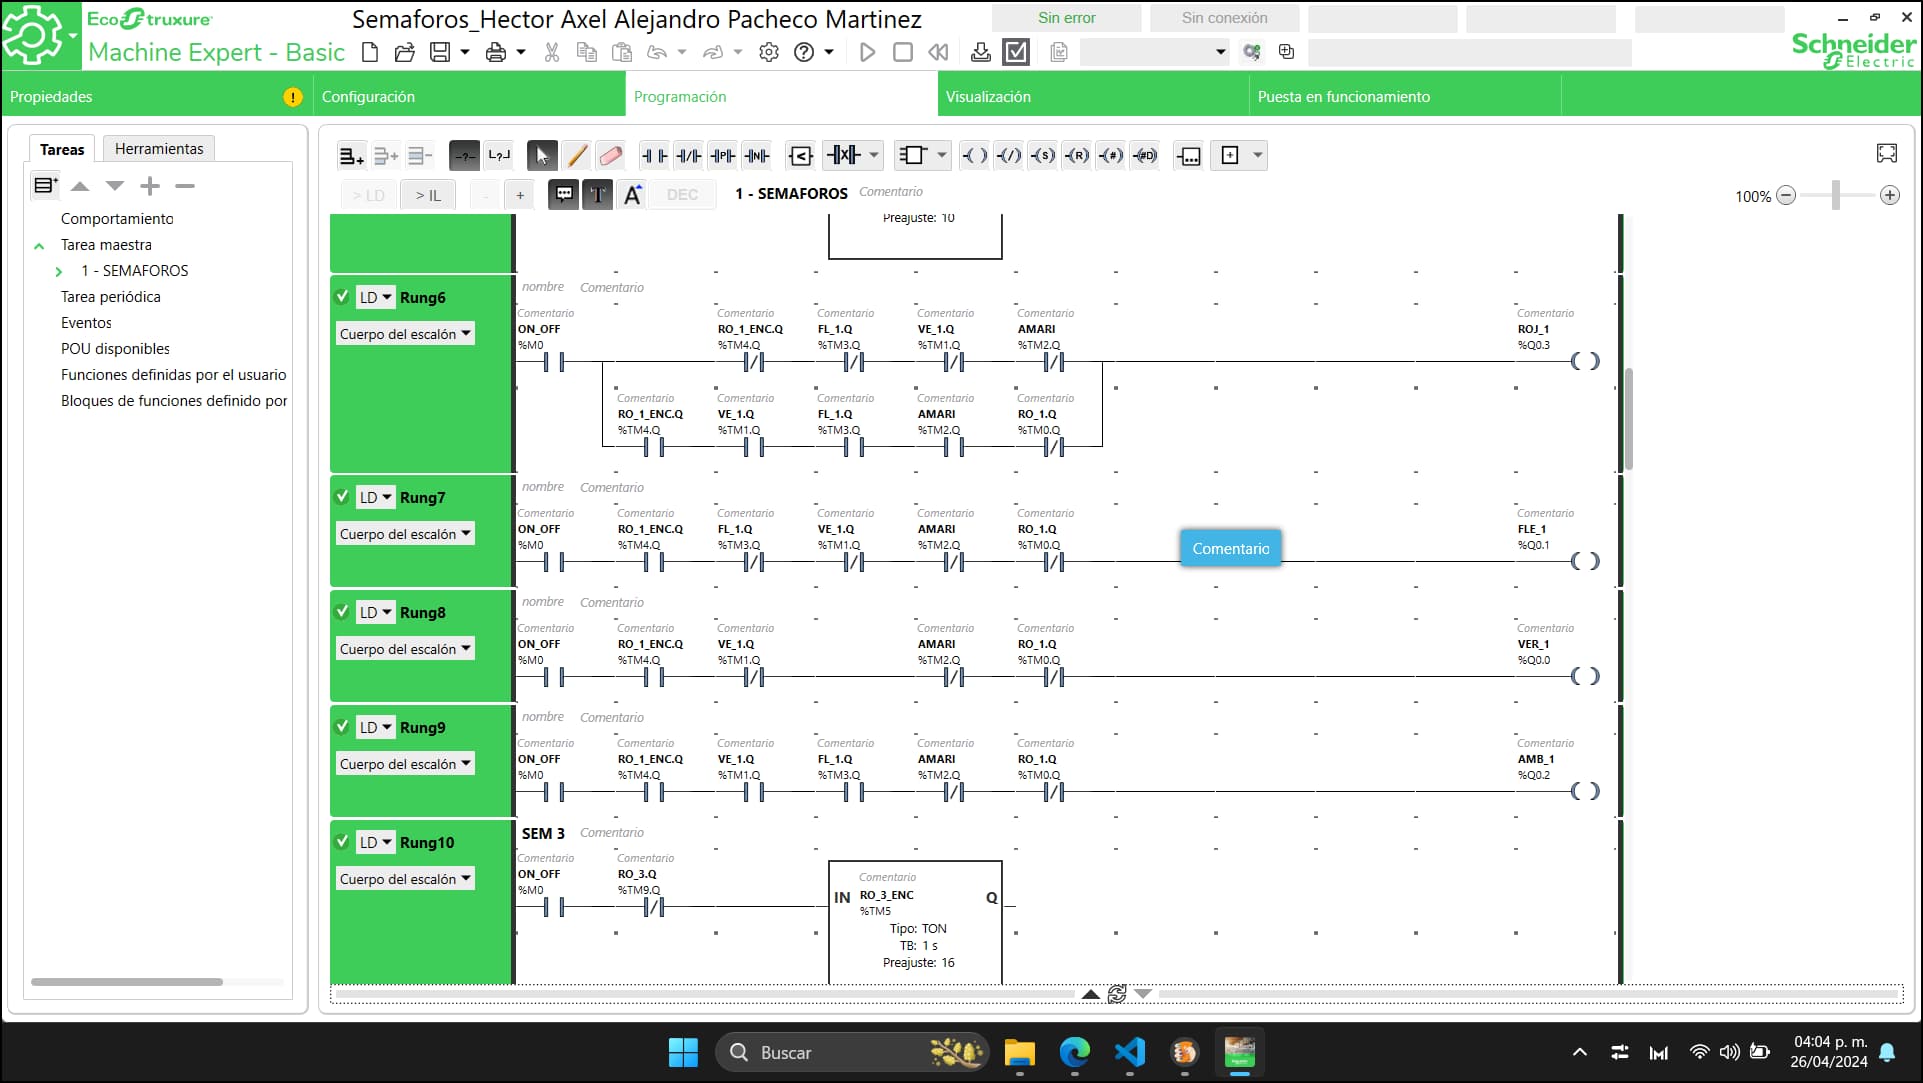 EcoStruxure
Machine Expert - Basic
Semaforos_Hector Axel Alejandro Pacheco Martinez
Sin error
Sin conexión
Schneider
Electric
Propiedades
Configuración
Programación
Visualización
Puesta en funcionamiento
Tareas
Herramientas
Comportamiento
Tarea maestra
1 - SEMAFOROS
Tarea periódica
Eventos
POU disponibles
Funciones definidas por el usuario
Bloques de funciones definido por
> LD
> IL
-
+
T
A
DEC
1 - SEMAFOROS
Comentario
100%
Preajuste: 10
LD
Rung6
Cuerpo del escalón
nombre Comentario
Comentario Comentario Comentario Comentario Comentario Comentario
ON_OFF RO_1_ENC.Q FL_1.Q VE_1.Q AMARI ROJ_1
%M0 %TM4.Q %TM3.Q %TM1.Q %TM2.Q %Q0.3
Comentario Comentario Comentario Comentario Comentario
RO_1_ENC.Q VE_1.Q FL_1.Q AMARI RO_1.Q
%TM4.Q %TM1.Q %TM3.Q %TM2.Q %TM0.Q
LD
Rung7
Cuerpo del escalón
nombre Comentario
Comentario Comentario Comentario Comentario Comentario Comentario Comentario
ON_OFF RO_1_ENC.Q FL_1.Q VE_1.Q AMARI RO_1.Q FLE_1
%M0 %TM4.Q %TM3.Q %TM1.Q %TM2.Q %TM0.Q %Q0.1
Comentario
LD
Rung8
Cuerpo del escalón
nombre Comentario
Comentario Comentario Comentario Comentario Comentario Comentario
ON_OFF RO_1_ENC.Q VE_1.Q AMARI RO_1.Q VER_1
%M0 %TM4.Q %TM1.Q %TM2.Q %TM0.Q %Q0.0
LD
Rung9
Cuerpo del escalón
nombre Comentario
Comentario Comentario Comentario Comentario Comentario Comentario Comentario
ON_OFF RO_1_ENC.Q VE_1.Q FL_1.Q AMARI RO_1.Q AMB_1
%M0 %TM4.Q %TM1.Q %TM3.Q %TM2.Q %TM0.Q %Q0.2
LD
Rung10
Cuerpo del escalón
SEM 3 Comentario
Comentario Comentario
ON_OFF RO_3.Q
%M0 %TM9.Q
Comentario
IN RO_3_ENC Q
%TM5
Tipo: TON
TB: 1 s
Preajuste: 16
Buscar
04:04 p. m.
26/04/2024